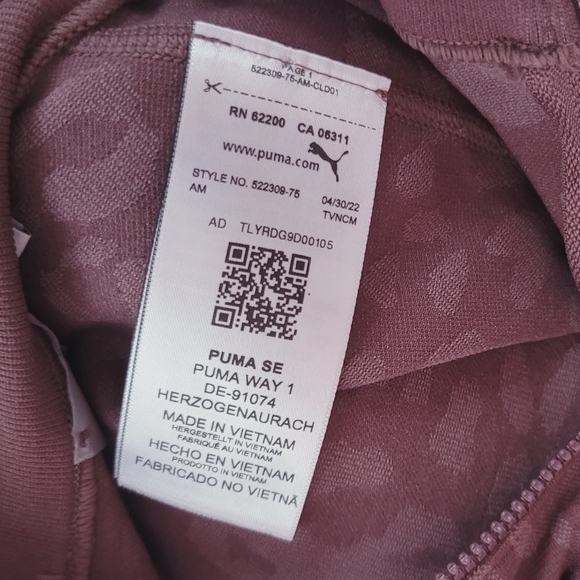 PAGE 1
522309-75-AM-CLD01
RN 62200 CA 06311
www.puma.com
STYLE NO. 522309-75 04/30/22
AM TVNCM
AD TLYRDG9D00105
PUMA SE
PUMA WAY 1
DE-91074
HERZOGENAURACH
MADE IN VIETNAM
HERGESTELLT IN VIETNAM
FABRIQUÉ AU VIETNAM
HECHO EN VIETNAM
PRODOTTO IN VIETNAM
FABRICADO NO VIETNÃ